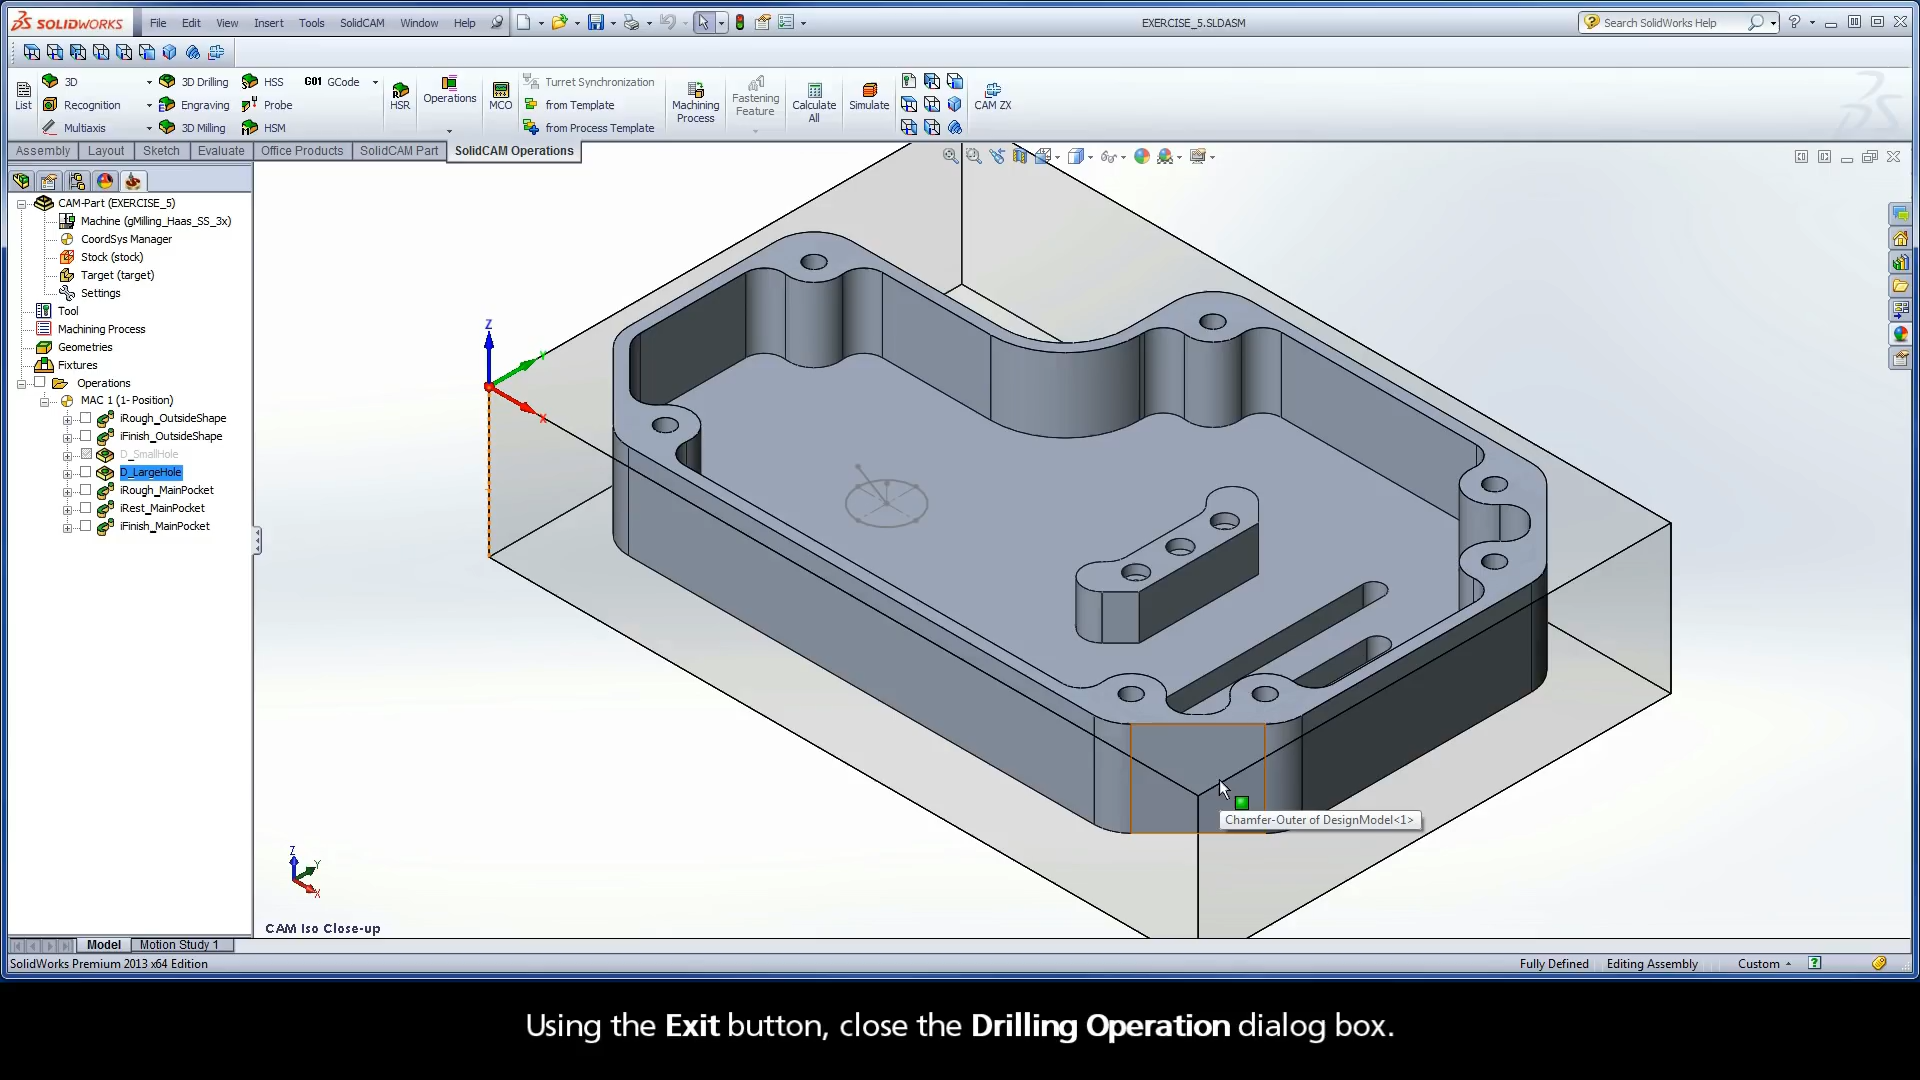 SOLIDWORKS File Edit View Insert Tools SolidCAM Window Help EXERCISE_5.SLDASM Search SolidWorks Help
3D 3D Drilling HSS G01 GCode
Recognition Engraving Probe
Multiaxis 3D Milling HSM
List HSR Operations MCO
Turret Synchronization
from Template
from Process Template
Machining Process
Fastening Feature
Calculate All
Simulate
CAM ZX
Assembly Layout Sketch Evaluate Office Products SolidCAM Part SolidCAM Operations
CAM-Part (EXERCISE_5)
Machine (gMilling_Haas_SS_3x)
CoordSys Manager
Stock (stock)
Target (target)
Settings
Tool
Machining Process
Geometries
Fixtures
Operations
MAC 1 (1- Position)
iRough_OutsideShape
iFinish_OutsideShape
D_SmallHole
D_LargeHole
iRough_MainPocket
iRest_MainPocket
iFinish_MainPocket
Z
Y
X
Chamfer-Outer of DesignModel<1>
Z
Y
X
CAM Iso Close-up
Model Motion Study 1
SolidWorks Premium 2013 x64 Edition Fully Defined Editing Assembly Custom
Using the Exit button, close the Drilling Operation dialog box.